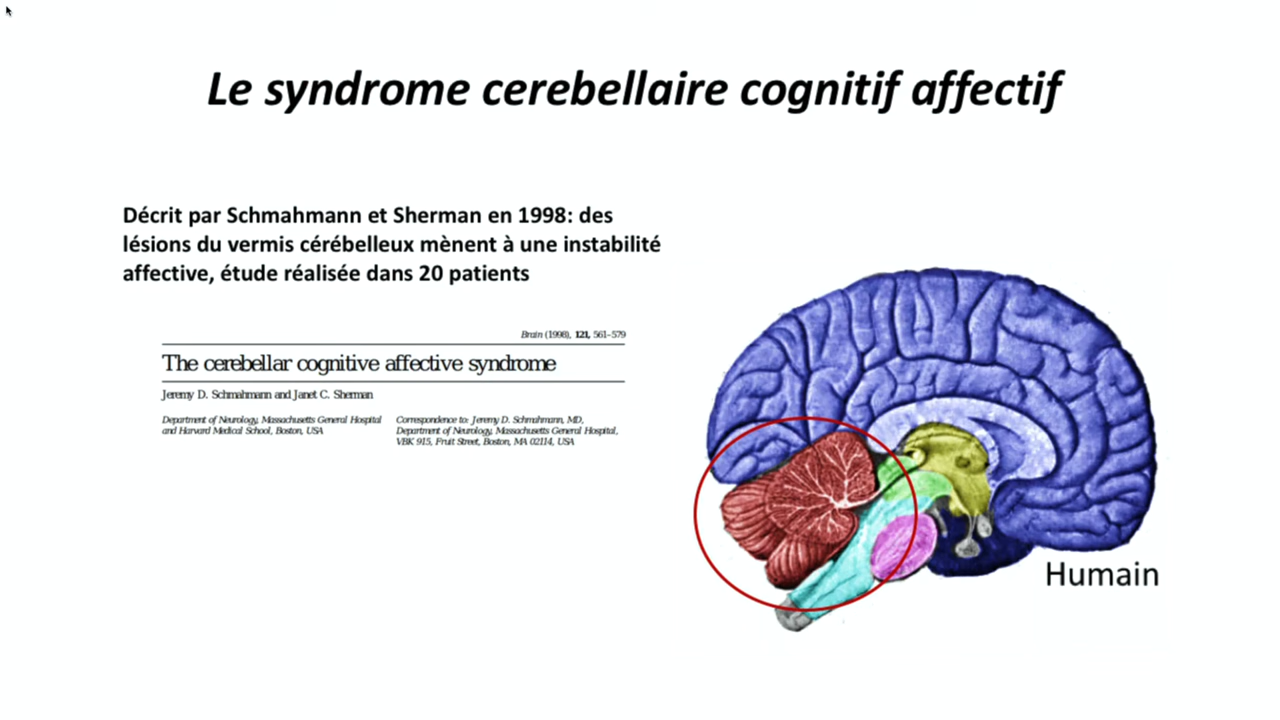 Le syndrome cerebellaire cognitif affectif
Décrit par Schmahmann et Sherman en 1998: des
lésions du vermis cérébelleux mènent à une instabilité
affective, étude réalisée dans 20 patients
Brain (1998), 121, 561–579
The cerebellar cognitive affective syndrome
Jeremy D. Schmahmann and Janet C. Sherman
Department of Neurology, Massachusetts General Hospital
and Harvard Medical School, Boston, USA
Correspondence to: Jeremy D. Schmahmann, MD,
Department of Neurology, Massachusetts General Hospital,
VBK 915, Fruit Street, Boston, MA 02114, USA
Humain